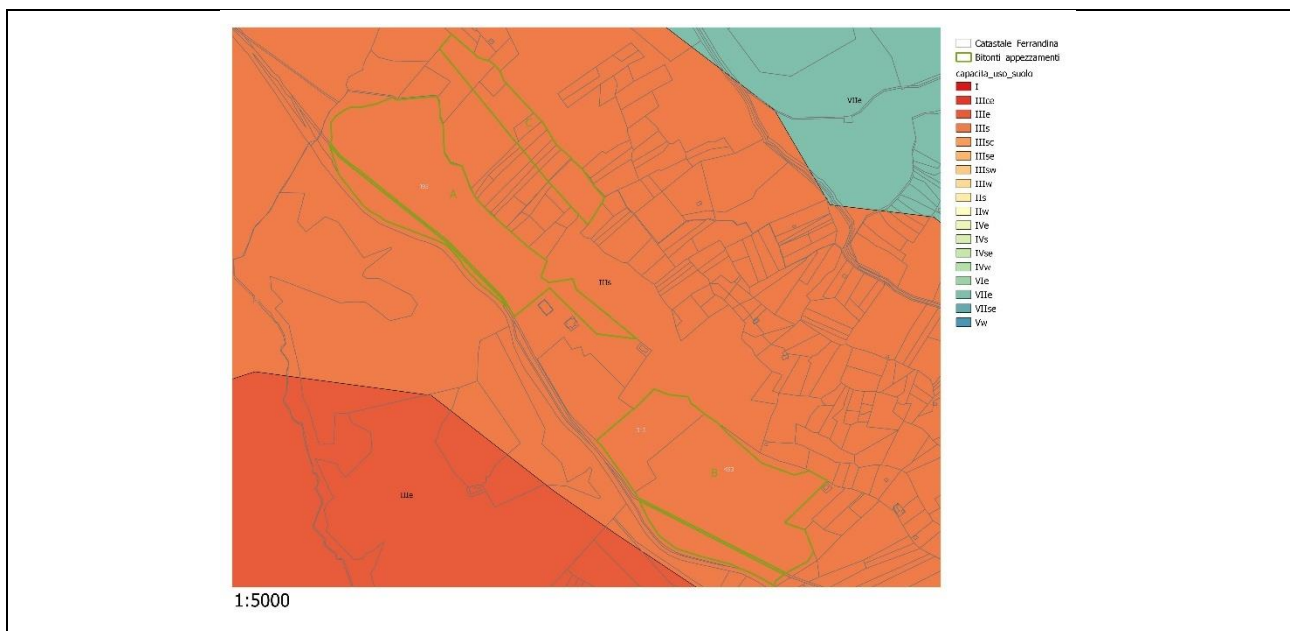 Catastale Ferrandina
Bitonti appezzamenti
capacita_uso_suolo
I
IIIce
IIIe
IIIs
IIIsc
IIIse
IIIsw
IIIw
IIs
IIw
IVe
IVs
IVse
IVw
VIe
VIIe
VIIse
Vw
VIIe
C
A
IIIs
B
IIIe
1:5000